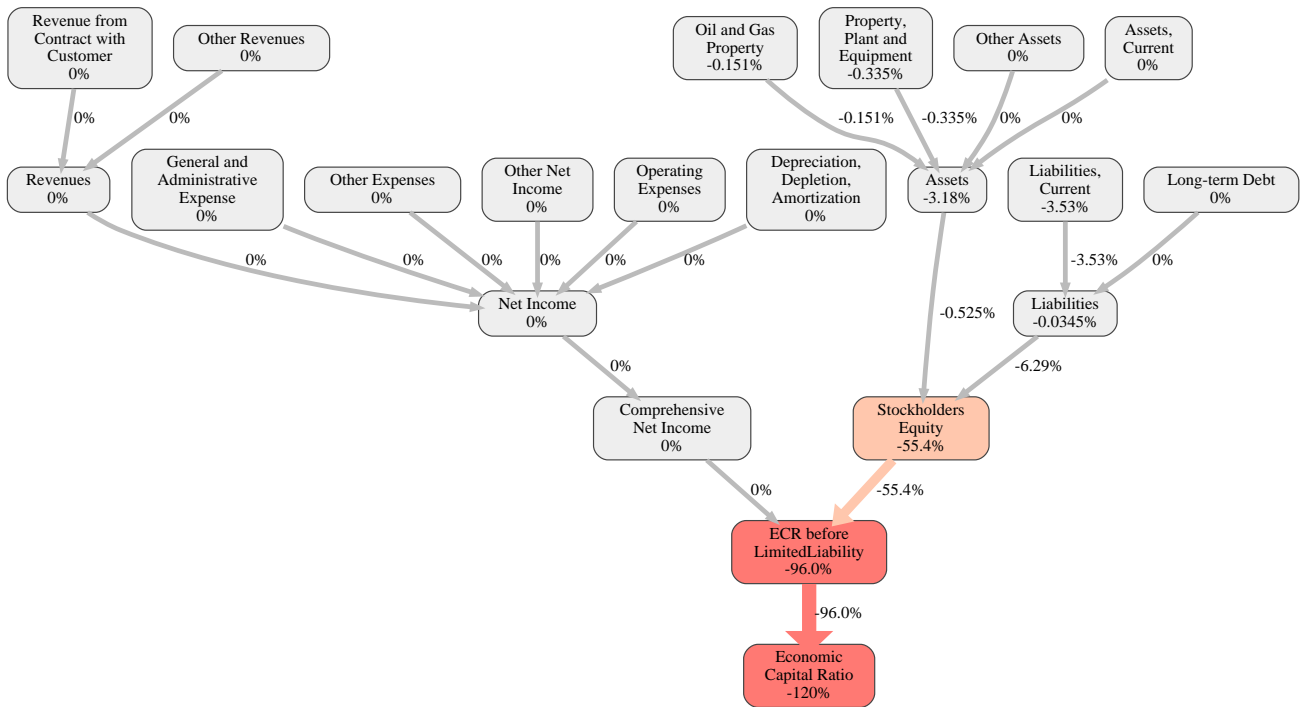 Revenue from
Contract with
Customer
0%
Other Revenues
0%
Oil and Gas
Property
-0.151%
Property,
Plant and
Equipment
-0.335%
Other Assets
0%
Assets,
Current
0%
0%
0%
-0.151%
-0.335%
0%
0%
Revenues
0%
General and
Administrative
Expense
0%
Other Expenses
0%
Other Net
Income
0%
Operating
Expenses
0%
Depreciation,
Depletion,
Amortization
0%
Assets
-3.18%
Liabilities,
Current
-3.53%
Long-term Debt
0%
0%
0%
0%
0%
0%
0%
-3.53%
0%
Net Income
0%
-0.525%
Liabilities
-0.0345%
0%
-6.29%
Comprehensive
Net Income
0%
Stockholders
Equity
-55.4%
0%
-55.4%
ECR before
LimitedLiability
-96.0%
-96.0%
Economic
Capital Ratio
-120%